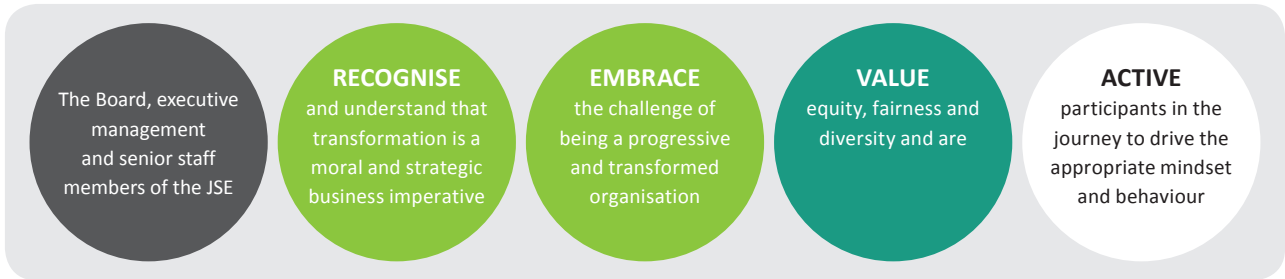 The Board, executive
management
and senior staff
members of the JSE
RECOGNISE
and understand that
transformation is a
moral and strategic
business imperative
EMBRACE
the challenge of
being a progressive
and transformed
organisation
VALUE
equity, fairness and
diversity and are
ACTIVE
participants in the
journey to drive the
appropriate mindset
and behaviour